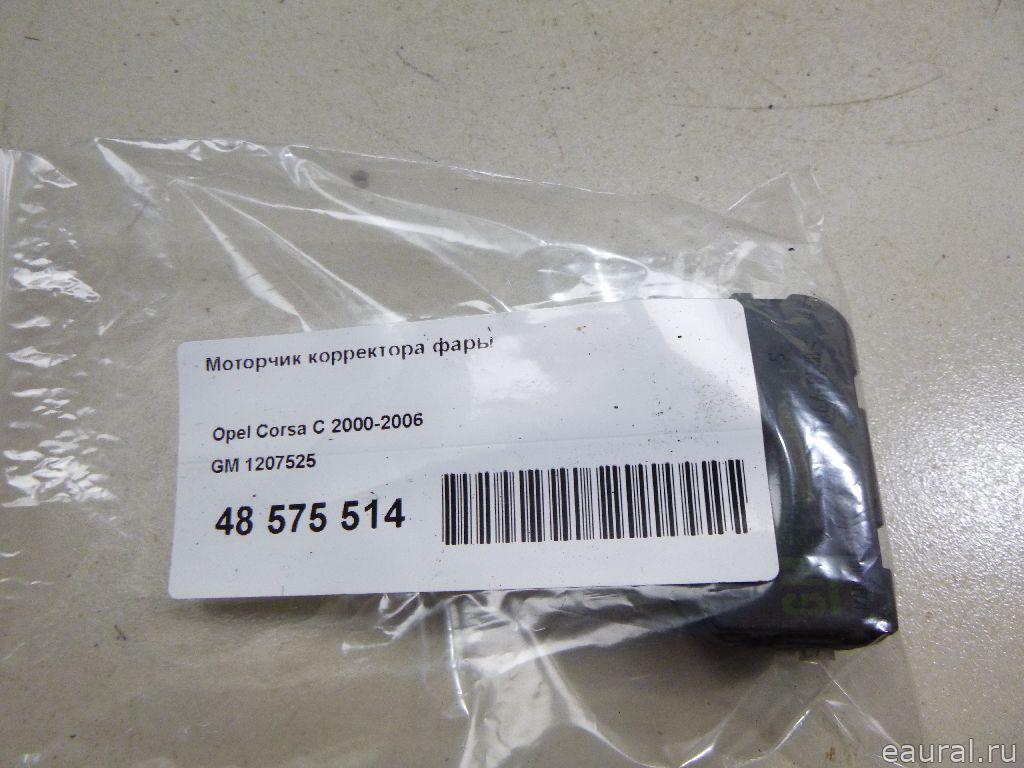 Моторчик корректора фары
Opel Corsa C 2000-2006
GM 1207525
48 575 514
eaural.ru